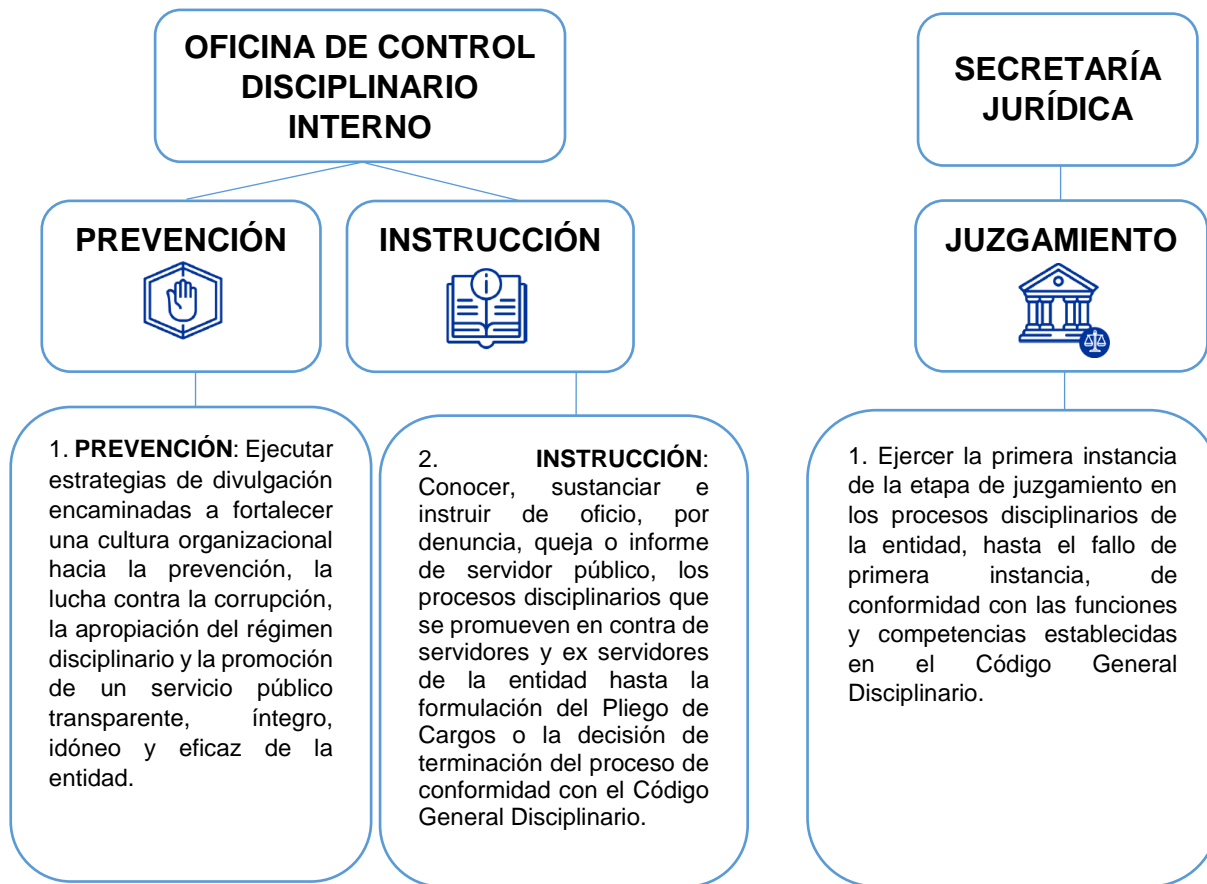 OFICINA DE CONTROL
DISCIPLINARIO
INTERNO
SECRETARÍA
JURÍDICA
PREVENCIÓN
INSTRUCCIÓN
JUZGAMIENTO
1. PREVENCIÓN: Ejecutar
estrategias de divulgación
encaminadas a fortalecer
una cultura organizacional
hacia la prevención, la
lucha contra la corrupción,
la apropiación del régimen
disciplinario y la promoción
de un servicio público
transparente, íntegro,
idóneo y eficaz de la
entidad.
2. INSTRUCCIÓN:
Conocer, sustanciar e
instruir de oficio, por
denuncia, queja o informe
de servidor público, los
procesos disciplinarios que
se promueven en contra de
servidores y ex servidores
de la entidad hasta la
formulación del Pliego de
Cargos o la decisión de
terminación del proceso de
conformidad con el Código
General Disciplinario.
1. Ejercer la primera instancia
de la etapa de juzgamiento en
los procesos disciplinarios de
la entidad, hasta el fallo de
primera instancia, de
conformidad con las funciones
y competencias establecidas
en el Código General
Disciplinario.